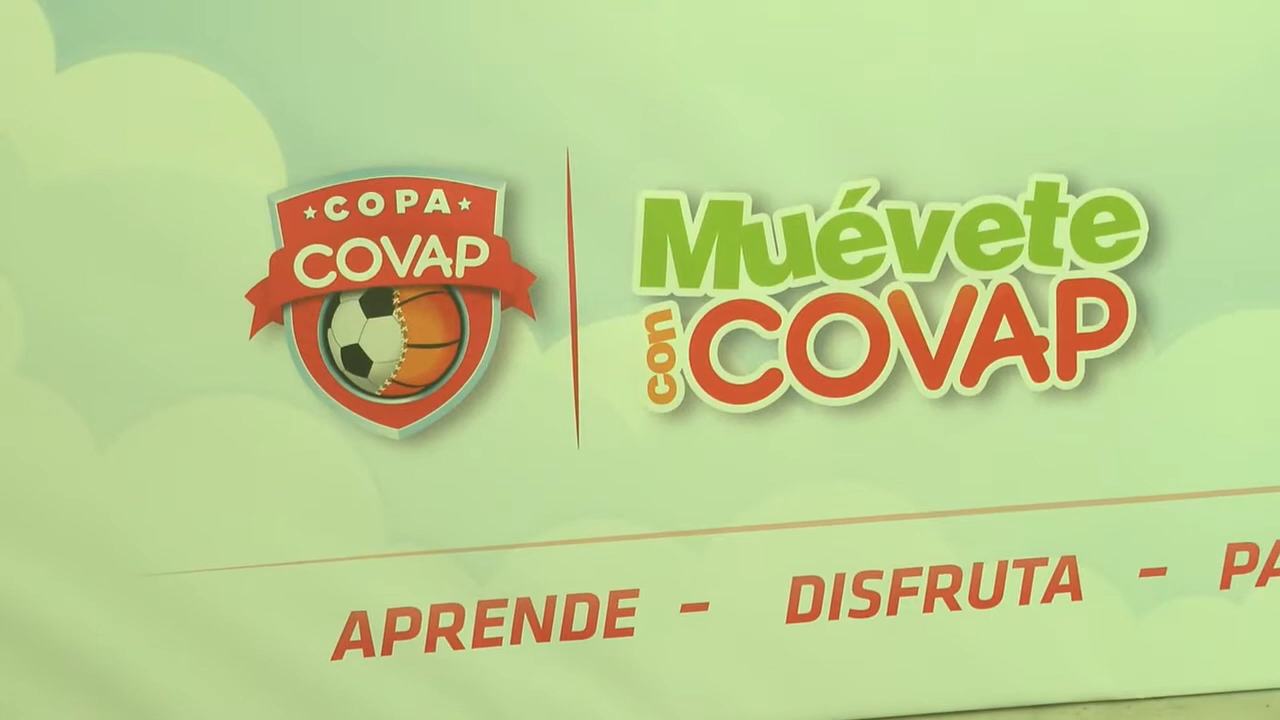 COPA
COVAP
Muévete
con
COVAP
APRENDE - DISFRUTA -